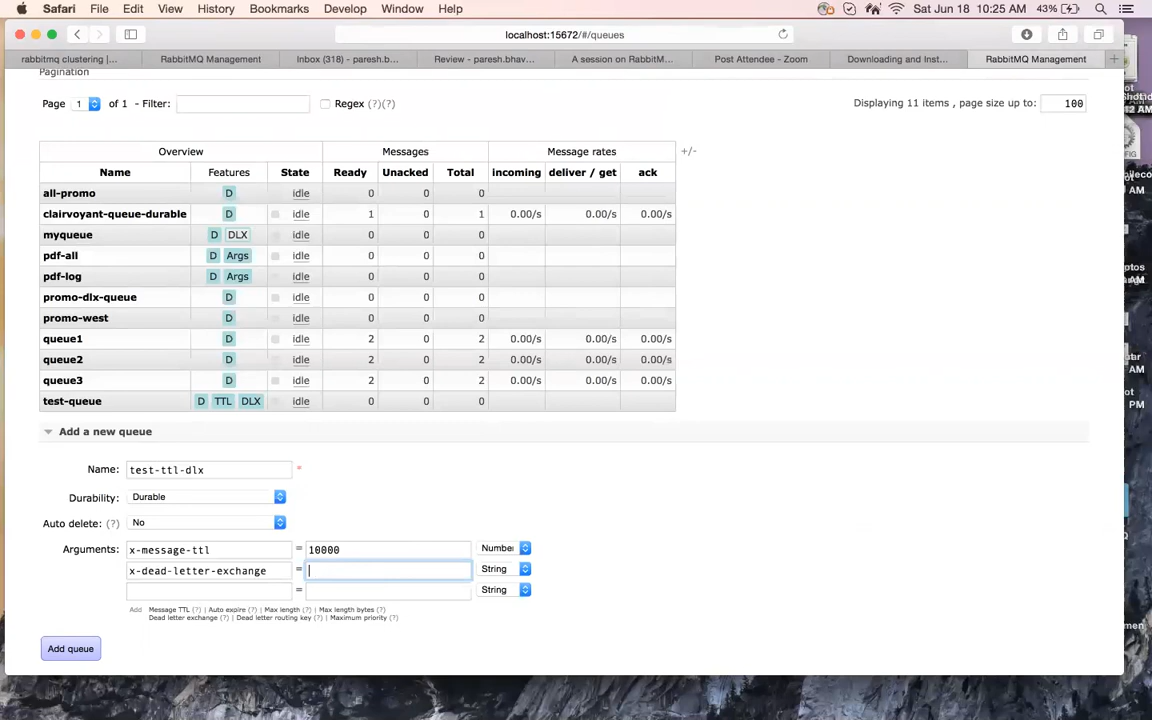 Safari File Edit View History Bookmarks Develop Window Help Sat Jun 18 10:25 AM 43%
localhost:15672/#/queues
rabbitmq clustering |... RabbitMQ Management Inbox (318) - paresh.b... Review - paresh.bhav... A session on RabbitM... Post Attendee - Zoom Downloading and Inst... RabbitMQ Management
Pagination
Page 1 of 1 - Filter: Regex (?)(?) Displaying 11 items , page size up to: 100
Overview Messages Message rates +/-
Name Features State Ready Unacked Total incoming deliver / get ack
all-promo D idle 0 0 0
clairvoyant-queue-durable D idle 1 0 1 0.00/s 0.00/s 0.00/s
myqueue D DLX idle 0 0 0
pdf-all D Args idle 0 0 0
pdf-log D Args idle 0 0 0
promo-dlx-queue D idle 0 0 0
promo-west D idle 0 0 0
queue1 D idle 2 0 2 0.00/s 0.00/s 0.00/s
queue2 D idle 2 0 2 0.00/s 0.00/s 0.00/s
queue3 D idle 2 0 2 0.00/s 0.00/s 0.00/s
test-queue D TTL DLX idle 0 0 0
Add a new queue
Name: test-ttl-dlx *
Durability: Durable
Auto delete: (?) No
Arguments: x-message-ttl = 10000 Number
x-dead-letter-exchange = String
= String
Add Message TTL (?) | Auto expire (?) | Max length (?) | Max length bytes (?)
Dead letter exchange (?) | Dead letter routing key (?) | Maximum priority (?)
Add queue